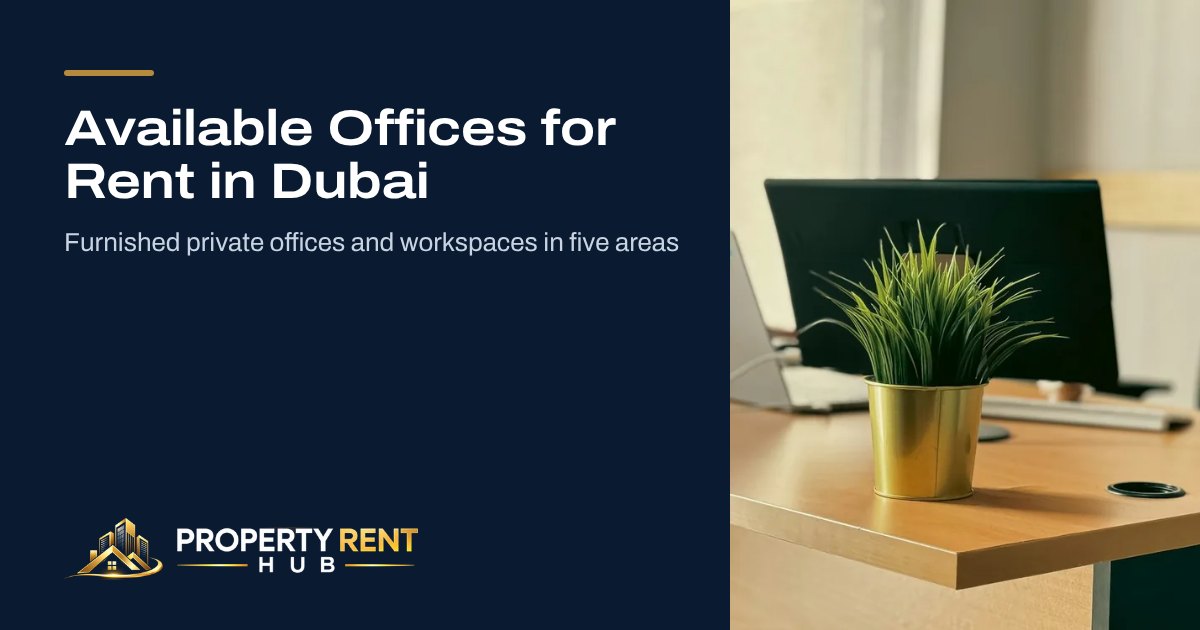 Available Offices for
Rent in Dubai
Furnished private offices and workspaces in five areas
PROPERTY RENT
HUB